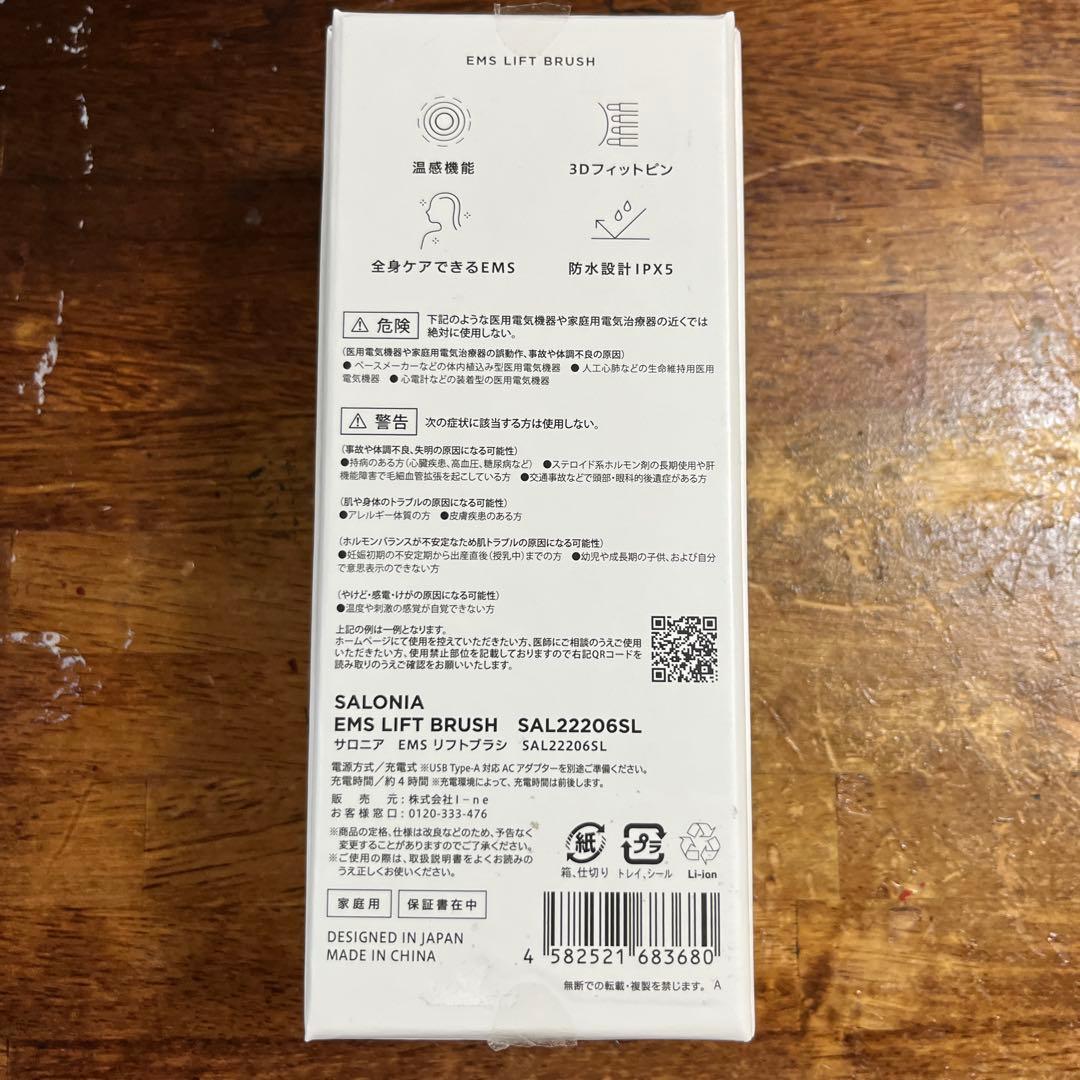 EMS LIFT BRUSH
温感機能
3Dフィットピン
全身ケアできるEMS
防水設計IPX5
危険 下記のような医用電気機器や家庭用電気治療器の近くでは
絶対に使用しない。
(医用電気機器や家庭用電気治療器の誤動作、事故や体調不良の原因)
● ペースメーカーなどの体内植込み型医用電気機器 ● 人工心肺などの生命維持用医用
電気機器 ● 心電計などの装着型の医用電気機器
警告 次の症状に該当する方は使用しない。
(事故や体調不良、失明の原因になる可能性)
●持病のある方(心臓疾患、高血圧、糖尿病など) ●ステロイド系ホルモン剤の長期使用や肝
機能障害で毛細血管拡張を起こしている方 ●交通事故などで頭部・眼科的後遺症がある方
(肌や身体のトラブルの原因になる可能性)
●アレルギー体質の方 ●皮膚疾患のある方
(ホルモンバランスが不安定なため肌トラブルの原因になる可能性)
●妊娠初期の不安定期から出産直後(授乳中)までの方 ●幼児や成長期の子供、および自分
で意思表示のできない方
(やけど・感電・けがの原因になる可能性)
●温度や刺激の感覚が自覚できない方
上記の例は一例となります。
ホームページにて使用を控えていただきたい方、医師にご相談のうえご使用
いただきたい方、使用禁止部位を記載しておりますので右記QRコードを
読み取りのうえご確認をお願いいたします。
SALONIA
EMS LIFT BRUSH SAL22206SL
サロニア EMS リフトブラシ SAL22206SL
電源方式/充電式 ※USB Type-A 対応 AC アダプターを別途ご準備ください。
充電時間/約4時間 ※充電環境によって、充電時間は前後します。
販売元:株式会社I-ne
お客様窓口:0120-333-476
※商品の定格、仕様は改良などのため、予告なく
変更することがありますのでご了承ください。
※ご使用の際は、取扱説明書をよくお読みの
うえ正しくお使いください。
紙 プラ
箱、仕切り トレイ、シール Li-ion
家庭用 保証書在中
DESIGNED IN JAPAN
MADE IN CHINA
4 582521 683680
無断での転載・複製を禁じます。 A